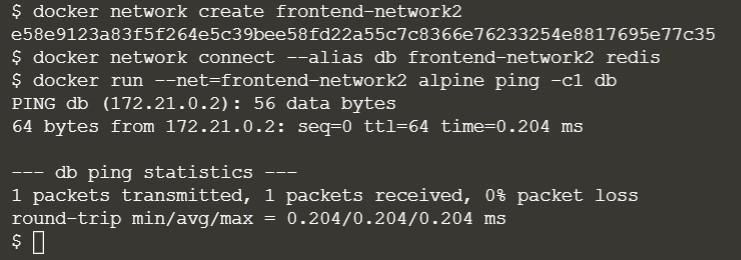 $ docker network create frontend-network2
e58e9123a83f5f264e5c39bee58fd22a55c7c8366e76233254e8817695e77c35
$ docker network connect --alias db frontend-network2 redis
$ docker run --net=frontend-network2 alpine ping -c1 db
PING db (172.21.0.2): 56 data bytes
64 bytes from 172.21.0.2: seq=0 ttl=64 time=0.204 ms

--- db ping statistics ---
1 packets transmitted, 1 packets received, 0% packet loss
round-trip min/avg/max = 0.204/0.204/0.204 ms
$